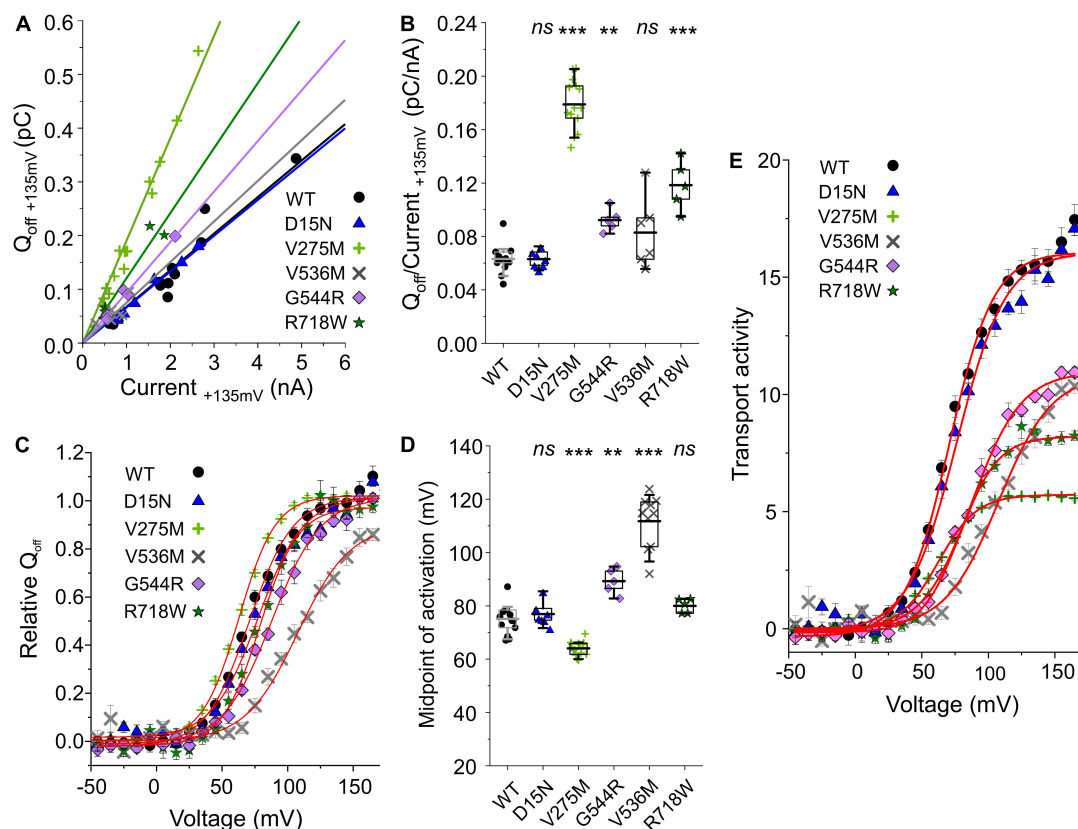 A
Q off +135mV (pC)
0.6
0.5
0.4
0.3
0.2
0.1
0.0
0 1 2 3 4 5 6
Current +135mV (nA)
WT
D15N
V275M
V536M
G544R
R718W
B
Q off/Current +135mV (pC/nA)
ns *** ** ns ***
0.24
0.20
0.16
0.12
0.08
0.04
0.00
WT D15N V275M G544R V536M R718W
C
Relative Q off
1.2
1.0
0.8
0.6
0.4
0.2
0.0
-50 0 50 100 150
Voltage (mV)
WT
D15N
V275M
V536M
G544R
R718W
D
Midpoint of activation (mV)
ns *** ** *** ns
140
120
100
80
60
40
20
WT D15N V275M G544R V536M R718W
E
Transport activity
20
15
10
5
0
-50 0 50 100 150
Voltage (mV)
WT
D15N
V275M
V536M
G544R
R718W